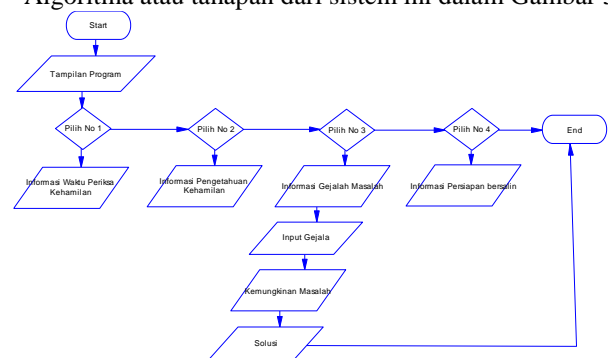 Algoritma atau tahapan dari sistem ini dalam Gambar
Start
Tampilan Program
Pilih No 1
Pilih No 2
Pilih No 3
Pilih No 4
End
Informasi Waktu Periksa
Kehamilan
Informasi Pengetahuan
Kehamilan
Informasi Gejalah Masalah
Informasi Persiapan bersalin
Input Gejala
Kemungkinan Masalah
Solusi